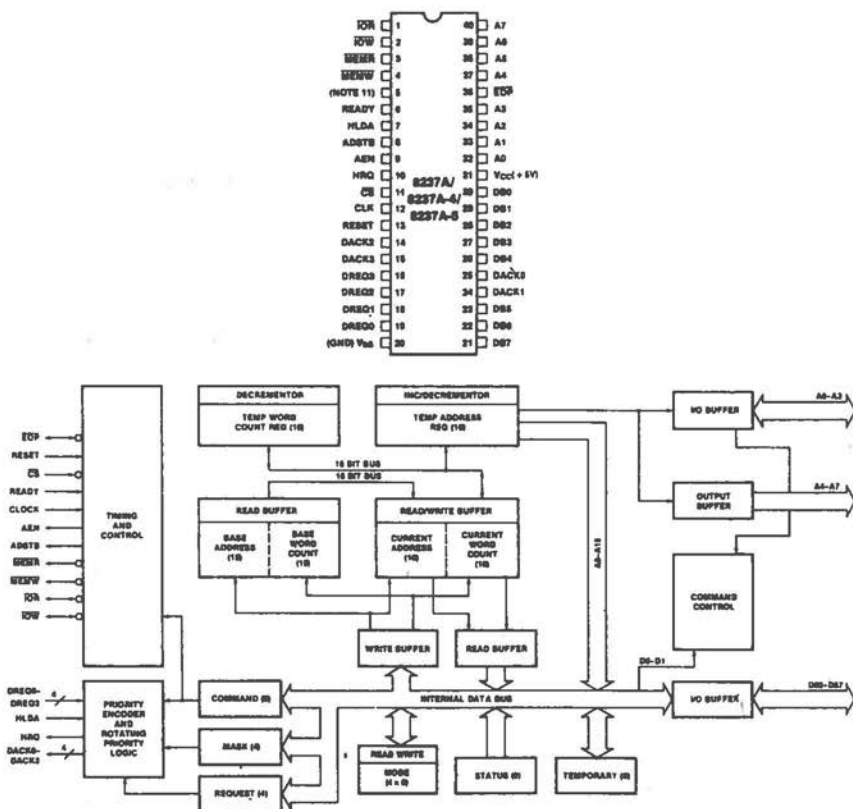 IOR 1 40 A7
IOW 2 39 A6
MEMR 3 38 A5
MEMW 4 37 A4
(NOTE 11) 5 36 EOP
READY 6 35 A3
HLDA 7 34 A2
ADSTB 8 33 A1
AEN 9 32 A0
HRQ 10 31 VCC(+5V)
CS 11 8237A/ 30 DB0
CLK 12 8237A-4/ 29 DB1
RESET 13 8237A-5 28 DB2
DACK2 14 27 DB3
DACK3 15 26 DB4
DREQ3 16 25 DACK0
DREQ2 17 24 DACK1
DREQ1 18 23 DB5
DREQ0 19 22 DB6
(GND) VSS 20 21 DB7
DECREMENTOR
TEMP WORD
COUNT REG (16)
INC/DECREMENTOR
TEMP ADDRESS
REG (16)
I/O BUFFER
A0-A3
EOP
RESET
CS
READY
CLOCK
AEN
ADSTB
MEMR
MEMW
IOR
IOW
TIMING
AND
CONTROL
16 BIT BUS
16 BIT BUS
READ BUFFER
BASE
ADDRESS
(16)
BASE
WORD
COUNT
(16)
READ/WRITE BUFFER
CURRENT
ADDRESS
(16)
CURRENT
WORD
COUNT
(16)
A8-A15
OUTPUT
BUFFER
A4-A7
COMMAND
CONTROL
WRITE BUFFER
READ BUFFER
D0-D1
DREQ0-
DREQ3
4
HLDA
HRQ
DACK0-
DACK3
4
PRIORITY
ENCODER
AND
ROTATING
PRIORITY
LOGIC
COMMAND (8)
MASK (4)
REQUEST (4)
INTERNAL DATA BUS
I/O BUFFER
DB0-DB7
READ WRITE
MODE
(4 x 6)
STATUS (8)
TEMPORARY (8)